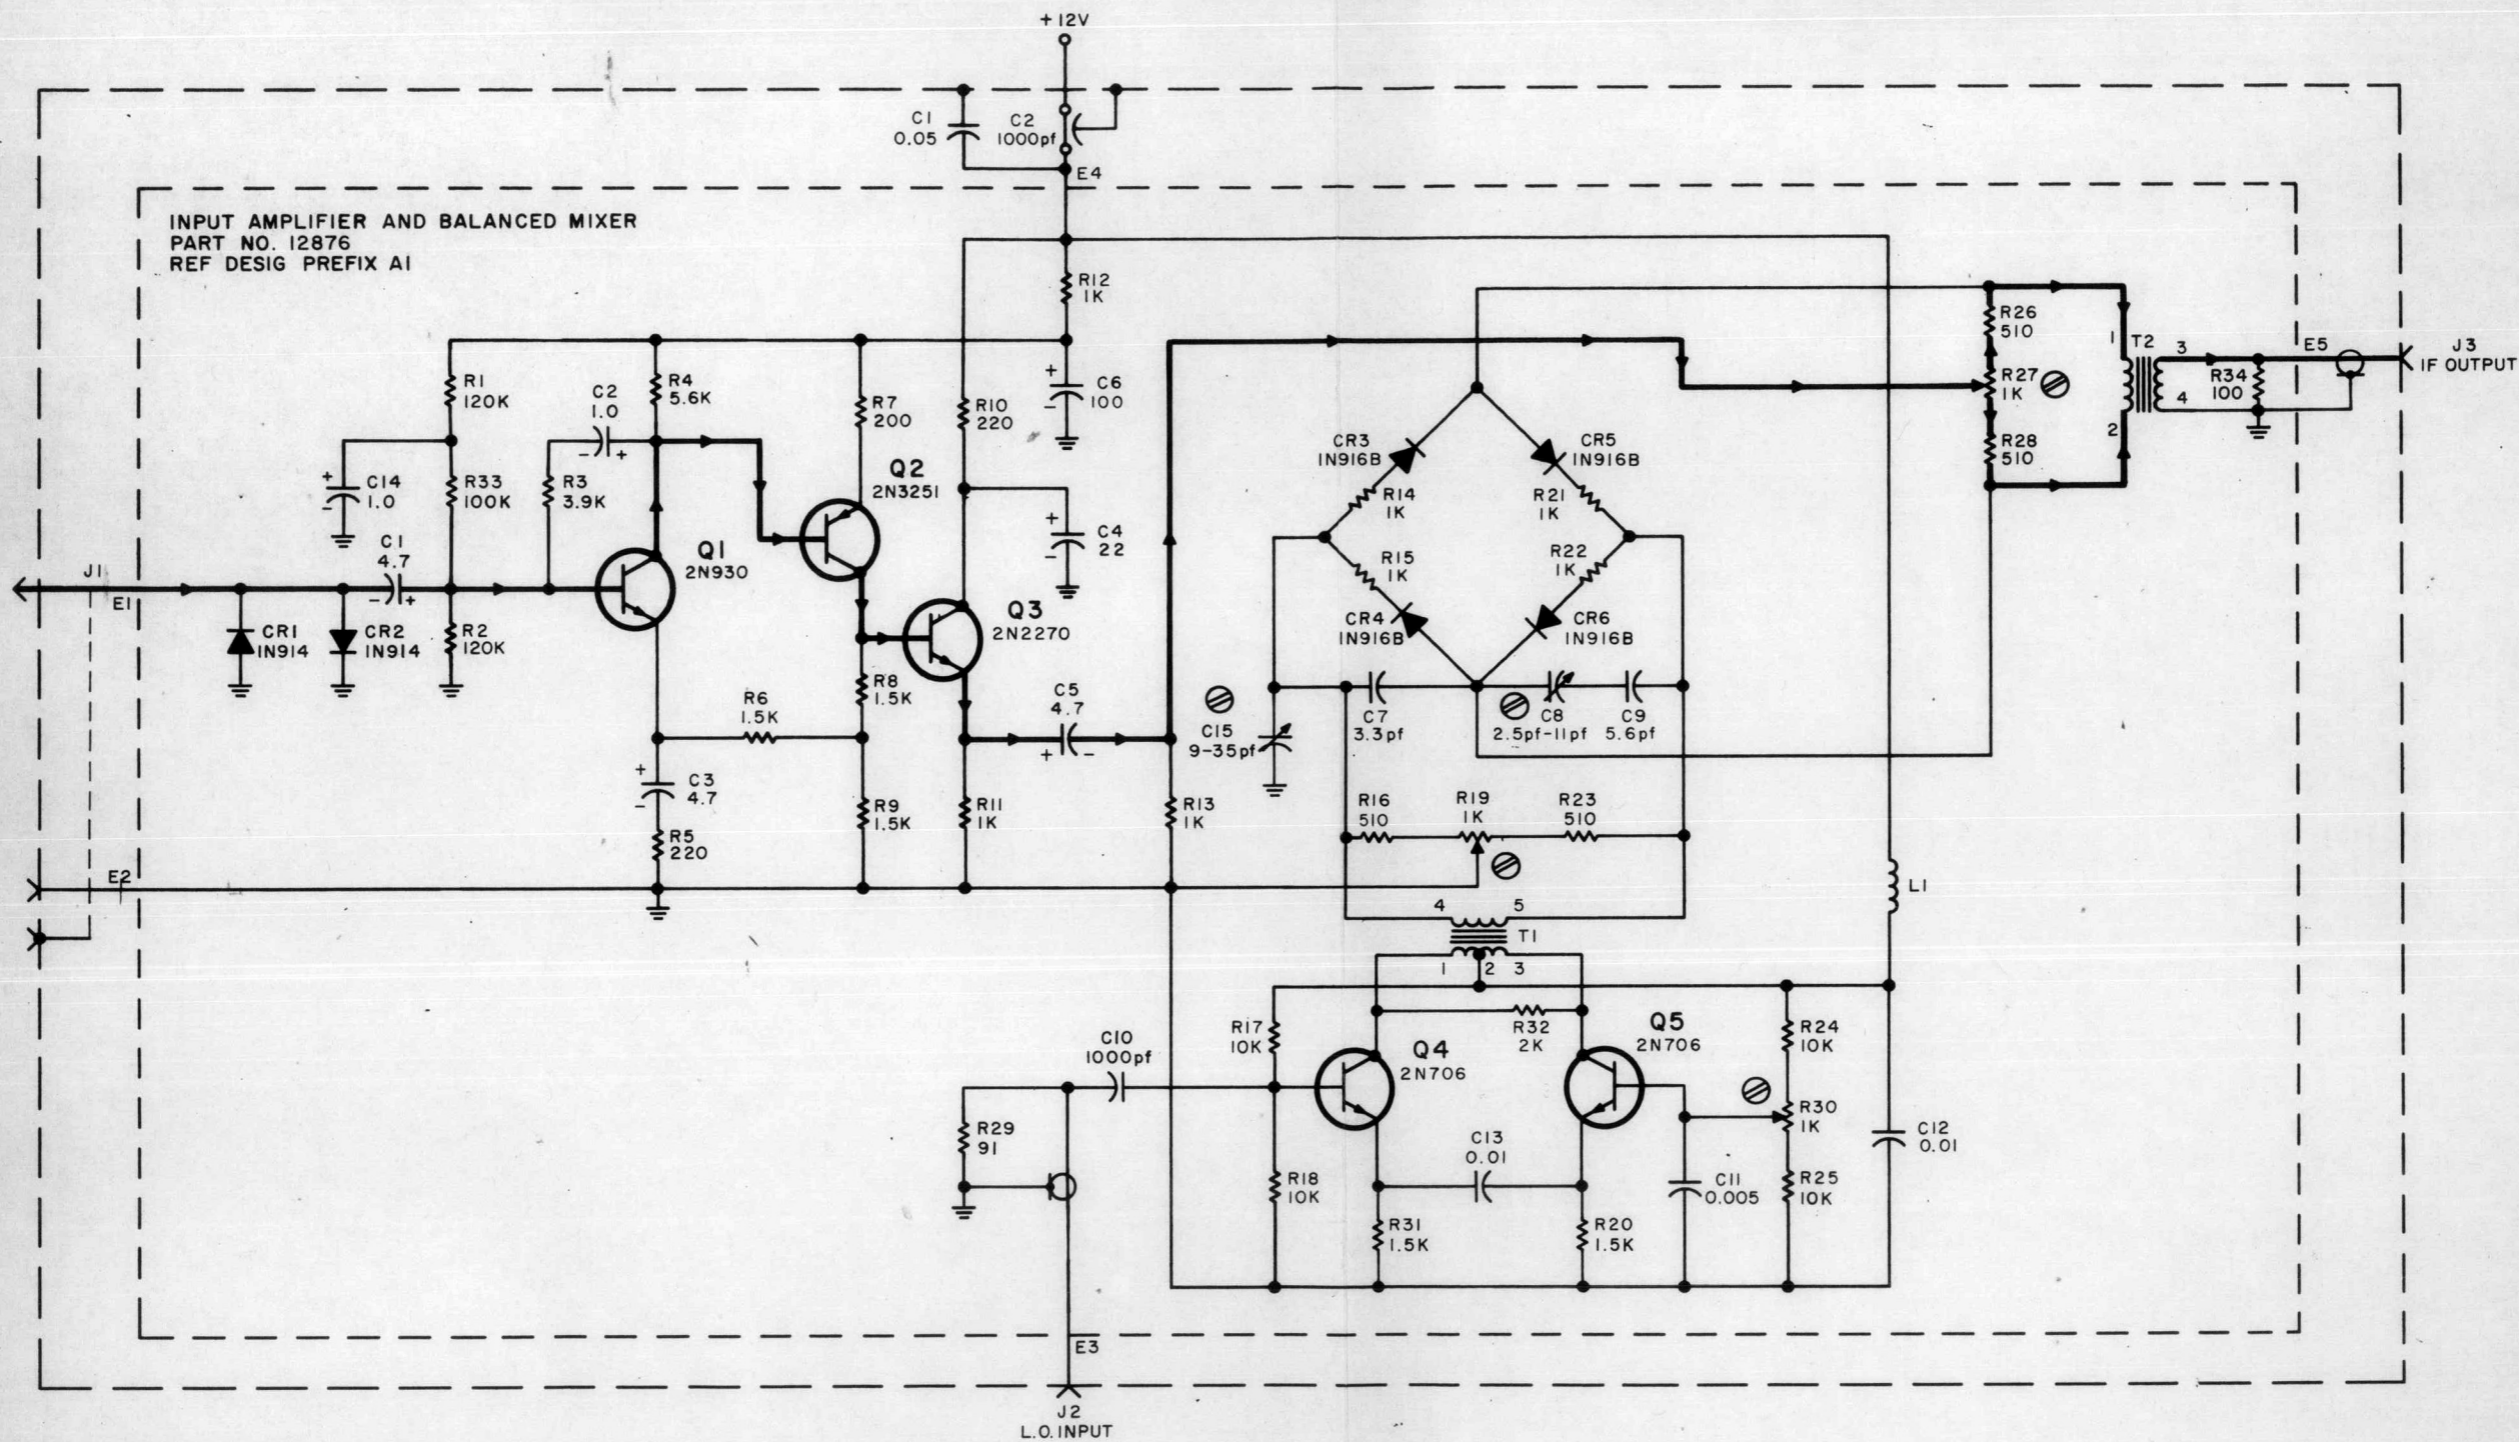 +12V
C1
0.05
C2
1000pf
E4
INPUT AMPLIFIER AND BALANCED MIXER
PART NO. 12876
REF DESIG PREFIX A1
R12
1K
R1
120K
C2
1.0
R4
5.6K
R7
200
R10
220
C6
100
+
-
R26
510
1
T2
3
E5
J3
IF OUTPUT
R27
1K
R34
100
4
2
R28
510
CR3
1N916B
CR5
1N916B
- +
Q2
2N3251
+
C14
1.0
-
R33
100K
R3
3.9K
R14
1K
R21
1K
+
C4
22
-
C1
4.7
- +
Q1
2N930
R15
1K
R22
1K
J1
E1
Q3
2N2270
CR1
1N914
CR2
1N914
R2
120K
CR4
1N916B
CR6
1N916B
R8
1.5K
R6
1.5K
C5
4.7
+ -
C15
9-35pf
C7
3.3pf
C8
2.5pf-11pf
C9
5.6pf
+
C3
4.7
-
R9
1.5K
R11
1K
R13
1K
R16
510
R19
1K
R23
510
R5
220
E2
L1
4 5
T1
1 2 3
R17
10K
R32
2K
Q5
2N706
R24
10K
C10
1000pf
Q4
2N706
R30
1K
R29
91
C13
0.01
C12
0.01
R18
10K
C11
0.005
R25
10K
R31
1.5K
R20
1.5K
E3
J2
L.O. INPUT